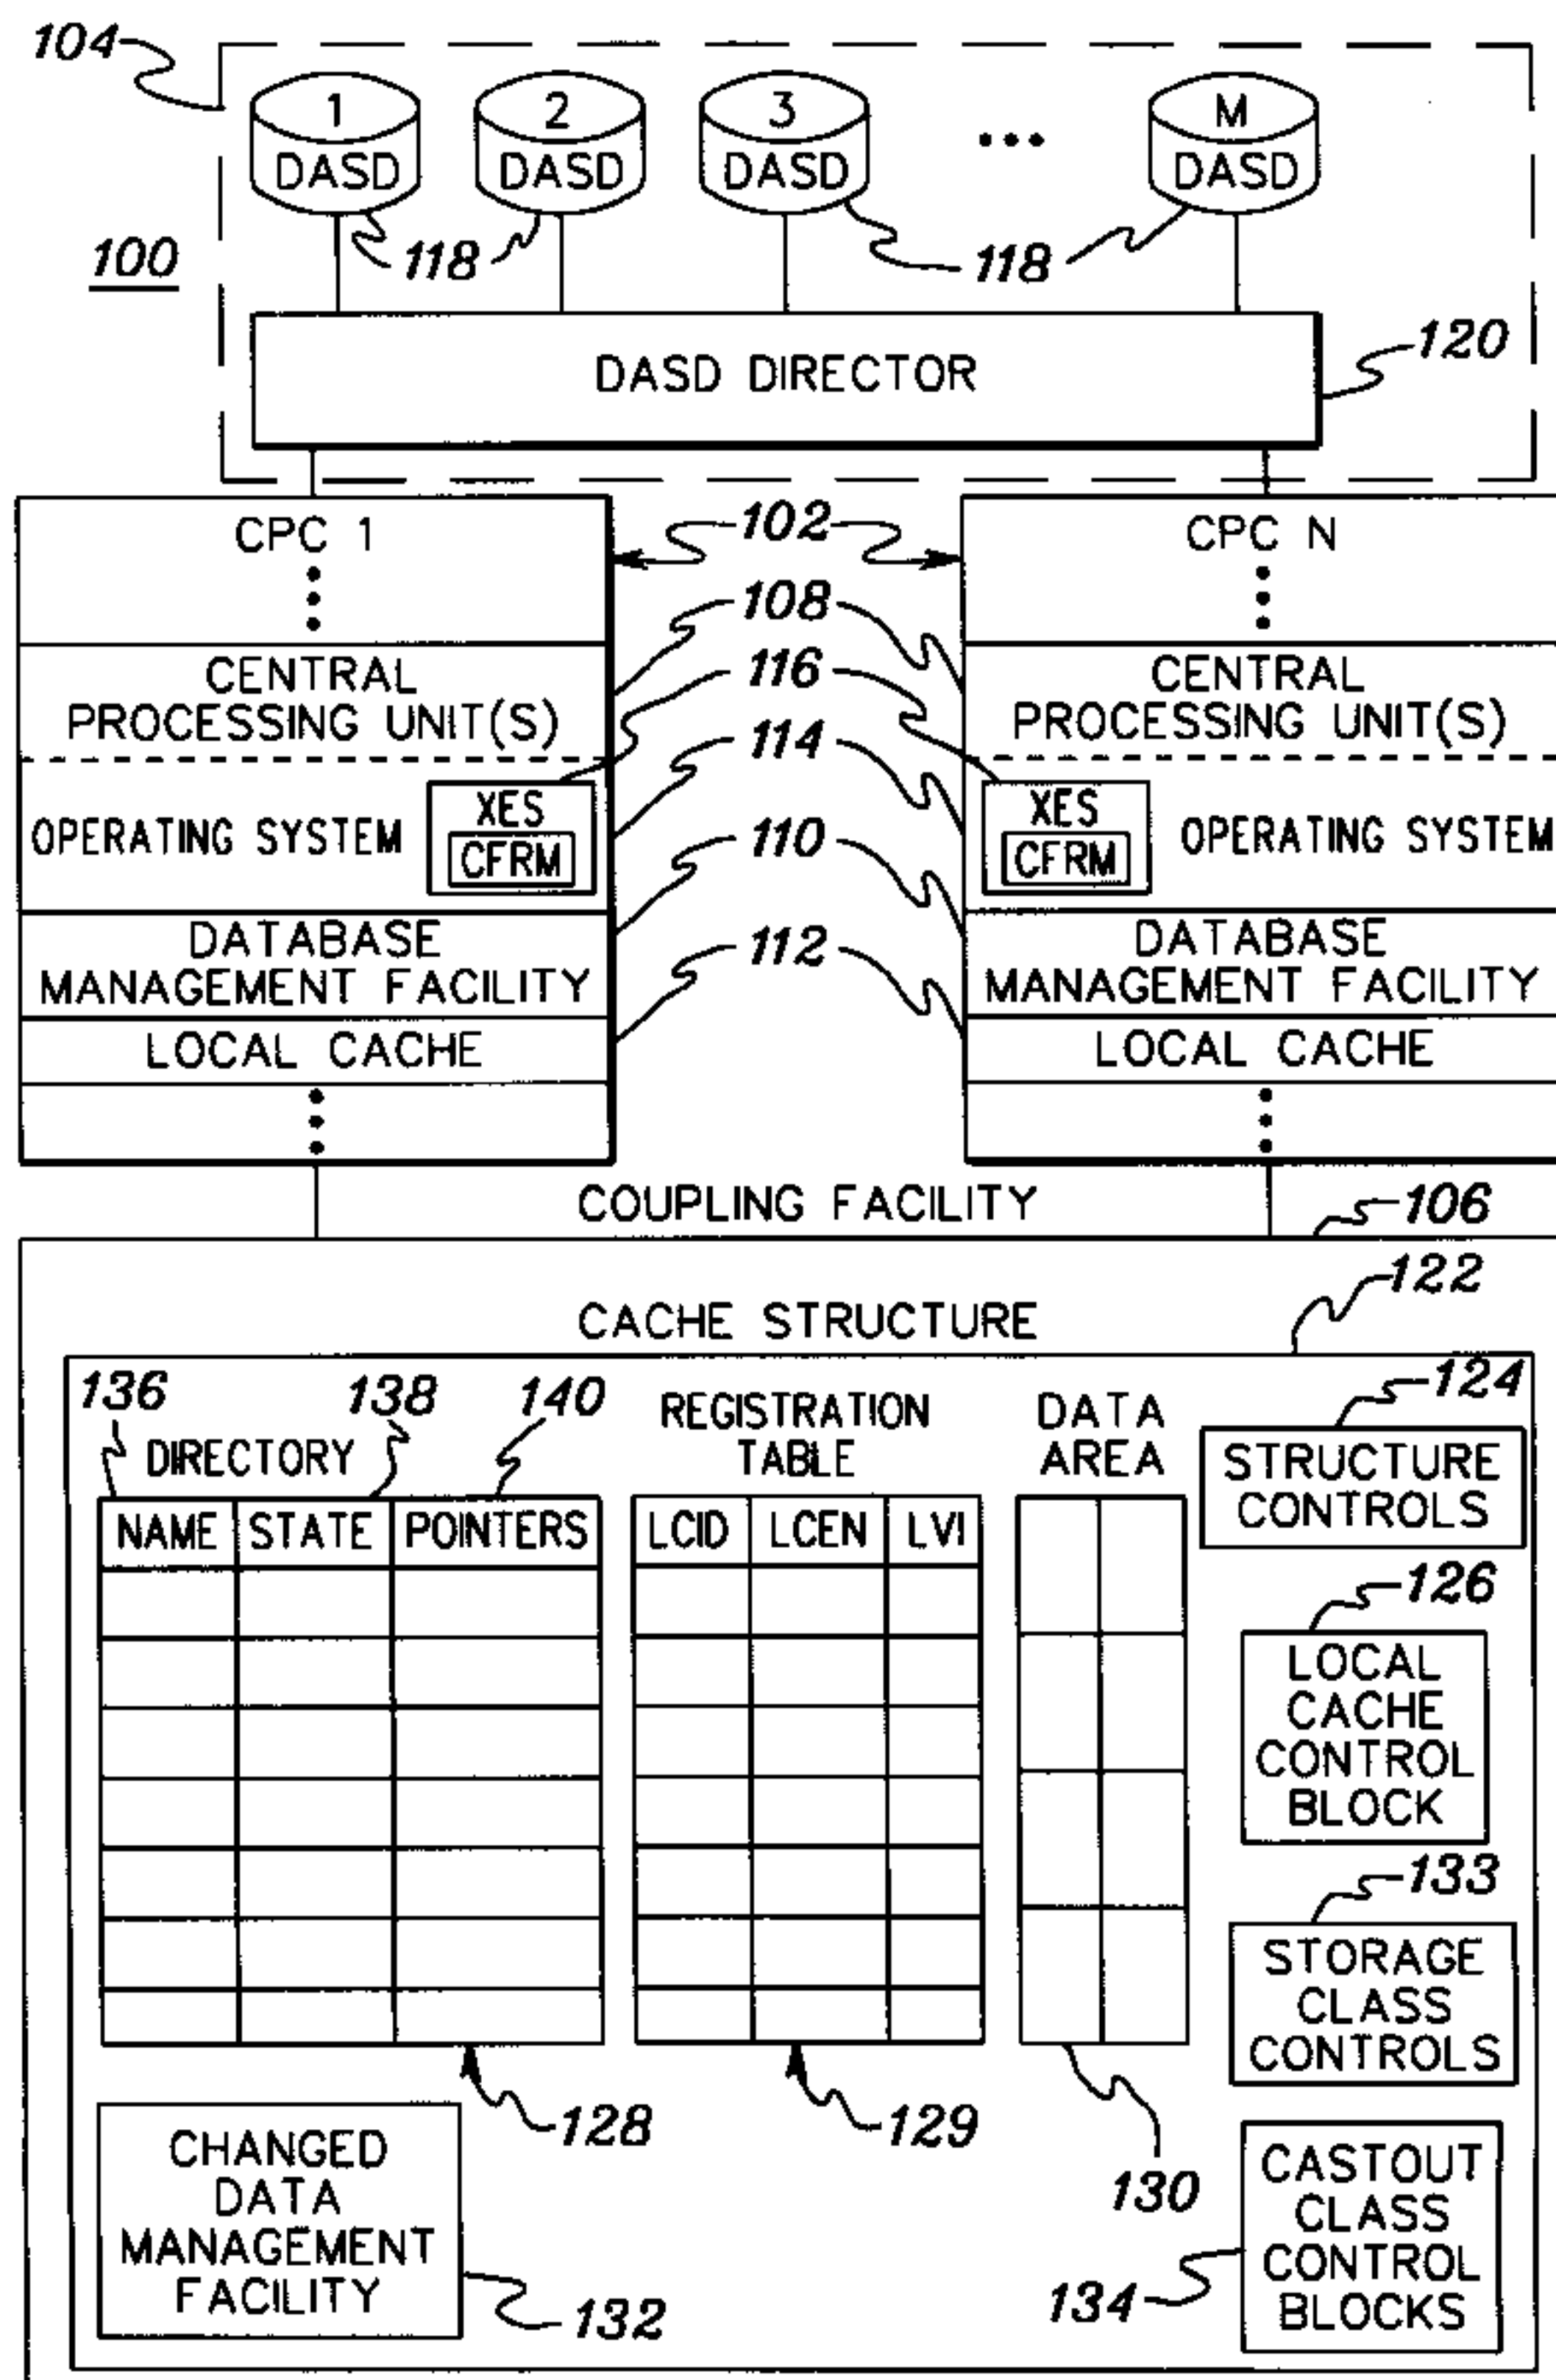 104
1
DASD
2
DASD
3
DASD
M
DASD
118
118
100
DASD DIRECTOR
120
CPC 1
102
CPC N
108
CENTRAL
PROCESSING UNIT(S)
116
CENTRAL
PROCESSING UNIT(S)
114
OPERATING SYSTEM
XES
CFRM
XES
CFRM
OPERATING SYSTEM
110
DATABASE
MANAGEMENT FACILITY
112
DATABASE
MANAGEMENT FACILITY
LOCAL CACHE
LOCAL CACHE
COUPLING FACILITY
106
122
CACHE STRUCTURE
136
138
140
DIRECTORY
REGISTRATION
TABLE
DATA
AREA
124
STRUCTURE
CONTROLS
NAME
STATE
POINTERS
LCID
LCEN
LVI
126
LOCAL
CACHE
CONTROL
BLOCK
133
STORAGE
CLASS
CONTROLS
128
129
130
CHANGED
DATA
MANAGEMENT
FACILITY
132
CASTOUT
CLASS
CONTROL
BLOCKS
134